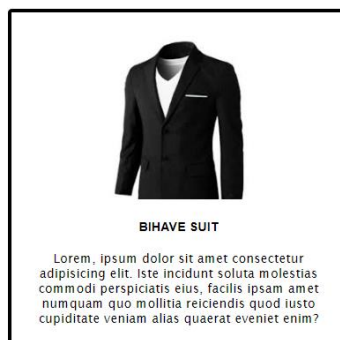 BIHAVE SUIT
Lorem, ipsum dolor sit amet consectetur
adipisicing elit. Iste incidunt soluta molestias
commodi perspiciatis eius, facilis ipsam amet
numquam quo mollitia reiciendis quod iusto
cupiditate veniam alias quaerat eveniet enim?